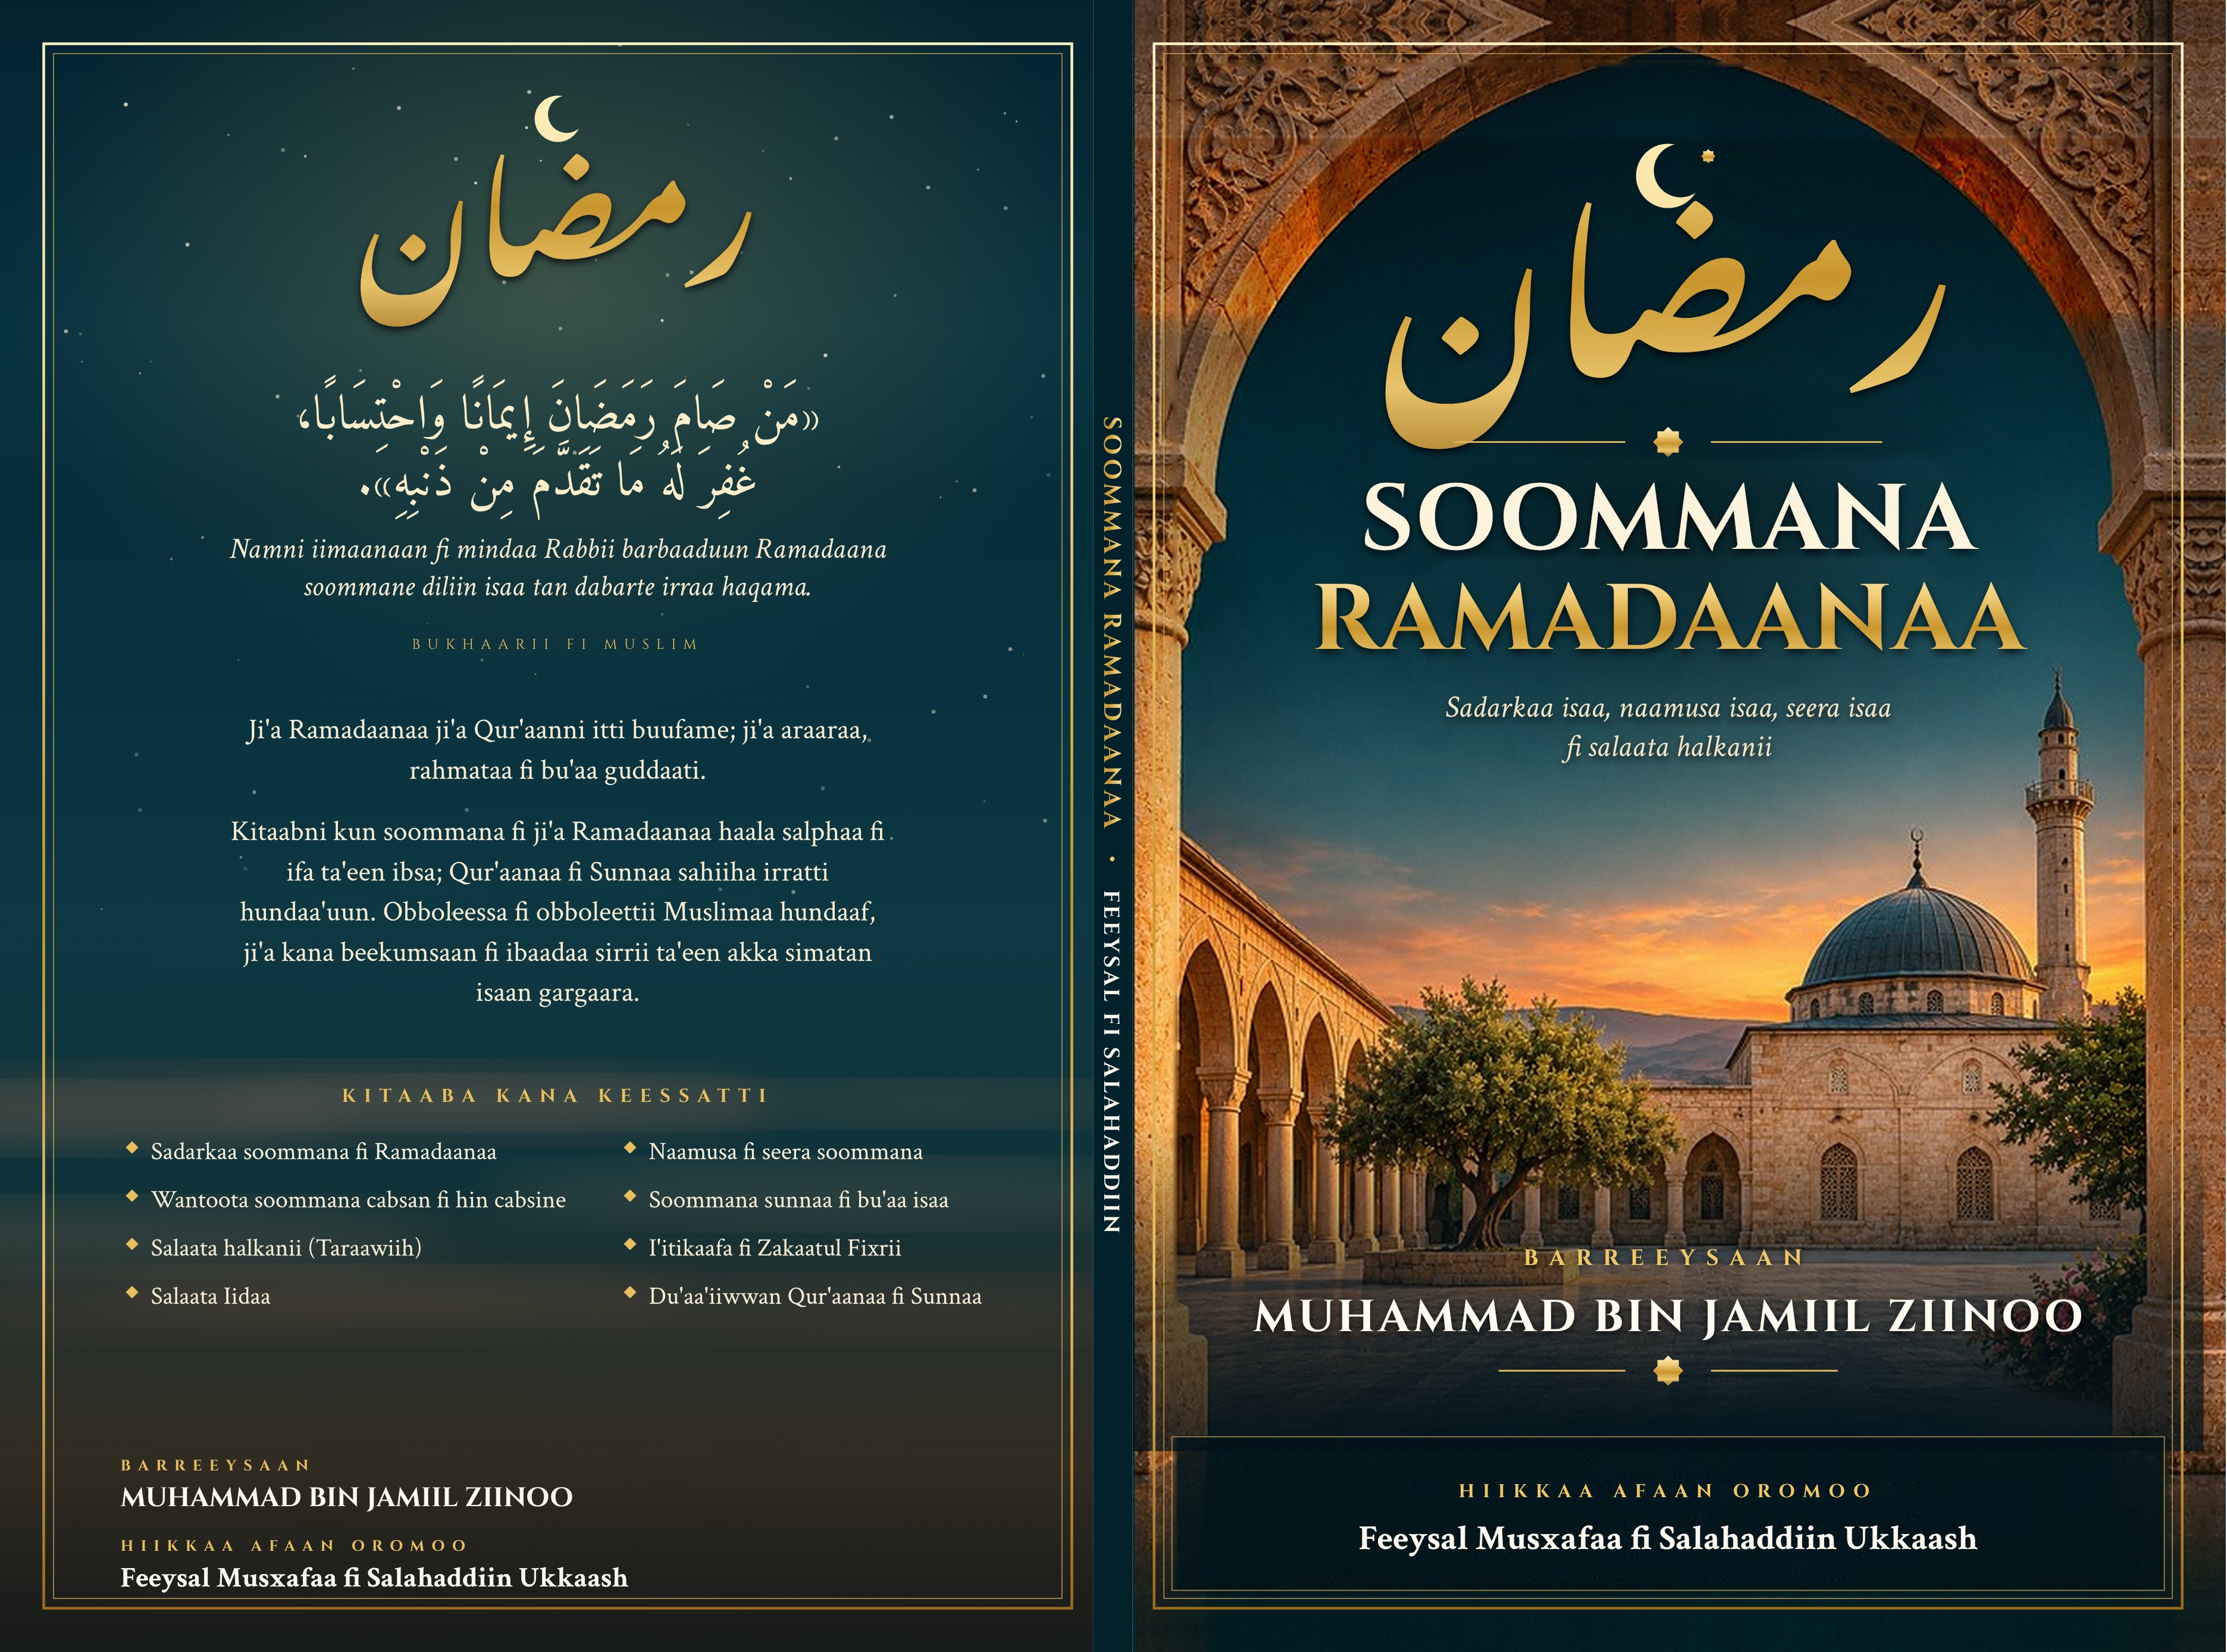 رمضان
«مَنْ صَامَ رَمَضَانَ إِيمَانًا وَاحْتِسَابًا،
غُفِرَ لَهُ مَا تَقَدَّمَ مِنْ ذَنْبِهِ».
Namni iimaanaan fi mindaa Rabbii barbaaduun Ramadaana
soommane diliin isaa tan dabarte irraa haqama.
BUKHAARII FI MUSLIM
Ji'a Ramadaanaa ji'a Qur'aanni itti buufame; ji'a araaraa,
rahmataa fi bu'aa guddaati.
Kitaabni kun soommana fi ji'a Ramadaanaa haala salphaa fi
ifa ta'een ibsa; Qur'aanaa fi Sunnaa sahiiha irratti
hundaa'uun. Obboleessa fi obboleettii Muslimaa hundaaf,
ji'a kana beekumsaan fi ibaadaa sirrii ta'een akka simatan
isaan gargaara.
KITAABA KANA KEESSATTI
Sadarkaa soommana fi Ramadaanaa
Wantoota soommana cabsan fi hin cabsine
Salaata halkanii (Taraawiih)
Salaata Iidaa
Naamusa fi seera soommana
Soommana sunnaa fi bu'aa isaa
I'itikaafa fi Zakaatul Fixrii
Du'aa'iiwwan Qur'aanaa fi Sunnaa
BARREEYSAAN
MUHAMMAD BIN JAMIIL ZIINOO
HIIKKAA AFAAN OROMOO
Feeysal Musxafaa fi Salahaddiin Ukkaash
SOOMMANA RAMADAANAA • FEEYSAL FI SALAHADDIIN
رمضان
SOOMMANA
RAMADAANAA
Sadarkaa isaa, naamusa isaa, seera isaa
fi salaata halkanii
BARREEYSAAN
MUHAMMAD BIN JAMIIL ZIINOO
HIIKKAA AFAAN OROMOO
Feeysal Musxafaa fi Salahaddiin Ukkaash